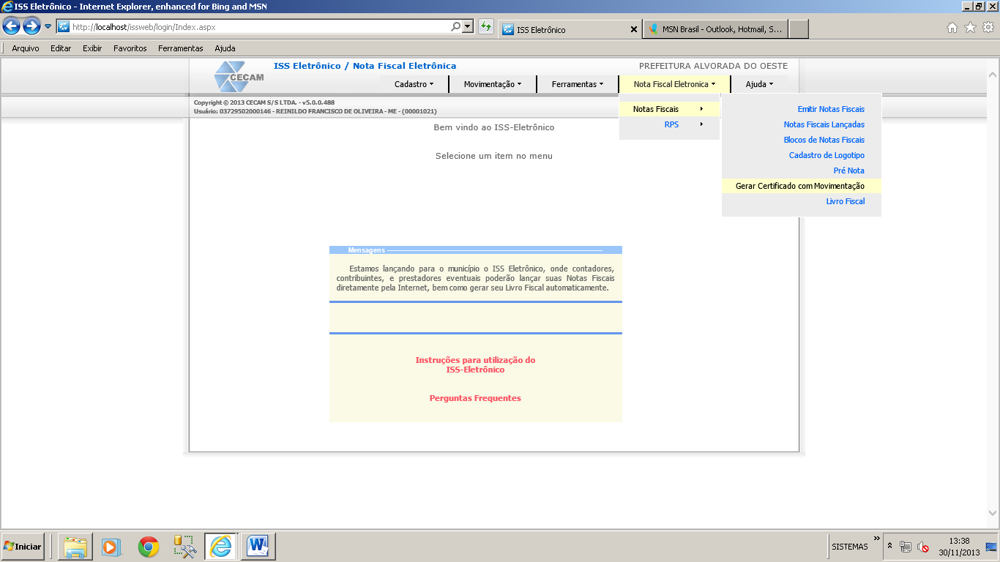 ISS Eletrônico - Internet Explorer, enhanced for Bing and MSN
http://localhost/issweb/login/Index.aspx
ISS Eletrônico
MSN Brasil - Outlook, Hotmail, S...
Arquivo Editar Exibir Favoritos Ferramentas Ajuda
CECAM
ISS Eletrônico / Nota Fiscal Eletrônica
PREFEITURA ALVORADA DO OESTE
Cadastro Movimentação Ferramentas Nota Fiscal Eletronica Ajuda
Copyright © 2013 CECAM S/S LTDA. - v5.0.0.488
Usuário: 03729502000146 - REINILDO FRANCISCO DE OLIVEIRA - ME - (00001021)
Notas Fiscais
RPS
Emitir Notas Fiscais
Notas Fiscais Lançadas
Blocos de Notas Fiscais
Cadastro de Logotipo
Pré Nota
Gerar Certificado com Movimentação
Livro Fiscal
Bem vindo ao ISS-Eletrônico
Selecione um item no menu
Mensagens
Estamos lançando para o município o ISS Eletrônico, onde contadores,
contribuintes, e prestadores eventuais poderão lançar suas Notas Fiscais
diretamente pela Internet, bem como gerar seu Livro Fiscal automaticamente.
Instruções para utilização do
ISS-Eletrônico
Perguntas Frequentes
Iniciar
SISTEMAS
13:38
30/11/2013